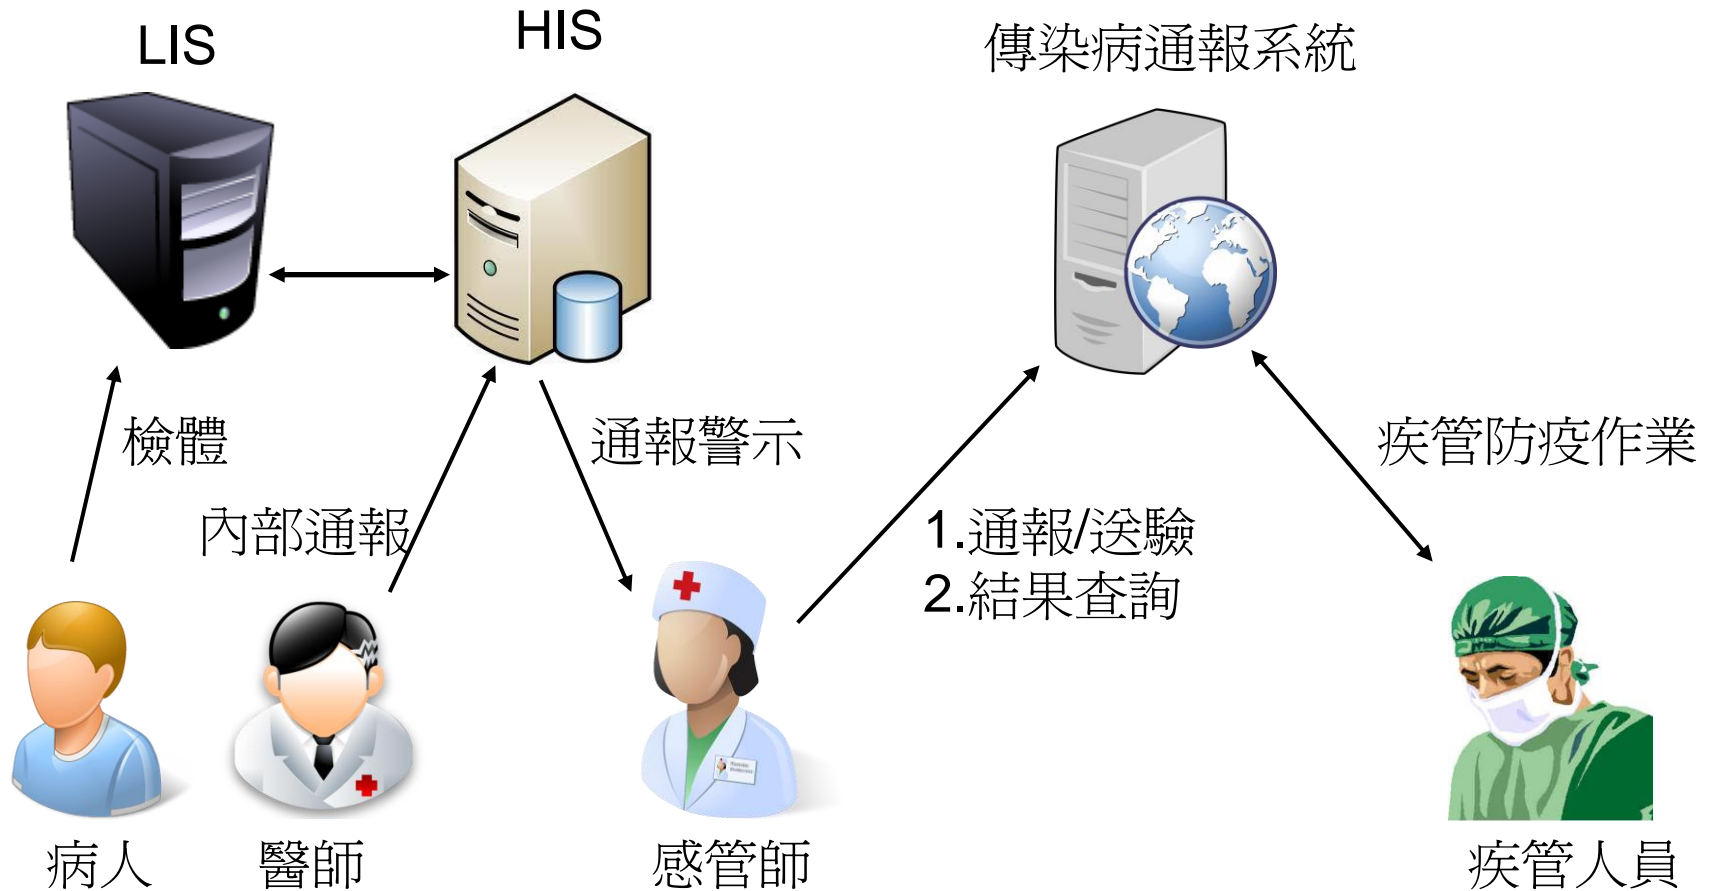 LIS
HIS
傳染病通報系統
檢體
通報警示
疾管防疫作業
內部通報
1.通報/送驗
2.結果查詢
病人
醫師
感管師
疾管人員